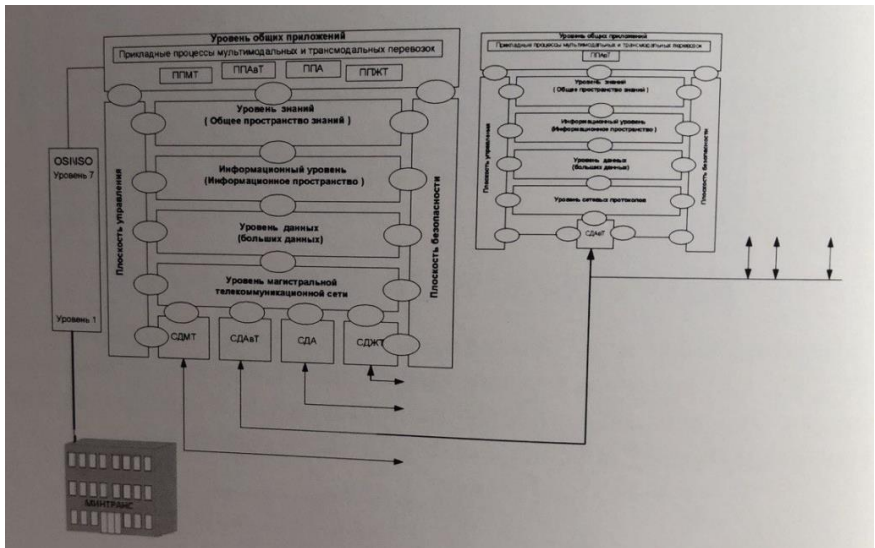 Уровень общих приложений
Прикладные процессы мультимодальных и трансмодальных перевозок
ППМТ
ППАвТ
ППА
ППЖТ
Уровень знаний
( Общее пространство знаний )
Информационный уровень
(Информационное пространство )
Уровень данных
(больших данных)
Уровень магистральной
телекоммуникационной сети
СДМТ
СДАвТ
СДА
СДЖТ
Плоскость управления
Плоскость безопасности
OSI\ISO
Уровень 7
Уровень 1
МИНТРАНС
Уровень общих приложений
Прикладные процессы мультимодальных и трансмодальных перевозок
ППАвТ
Уровень знаний
( Общее пространство знаний )
Информационный уровень
(Информационное пространство )
Уровень данных
(больших данных)
Уровень сетевых протоколов
СДАвТ
Плоскость управления
Плоскость безопасности